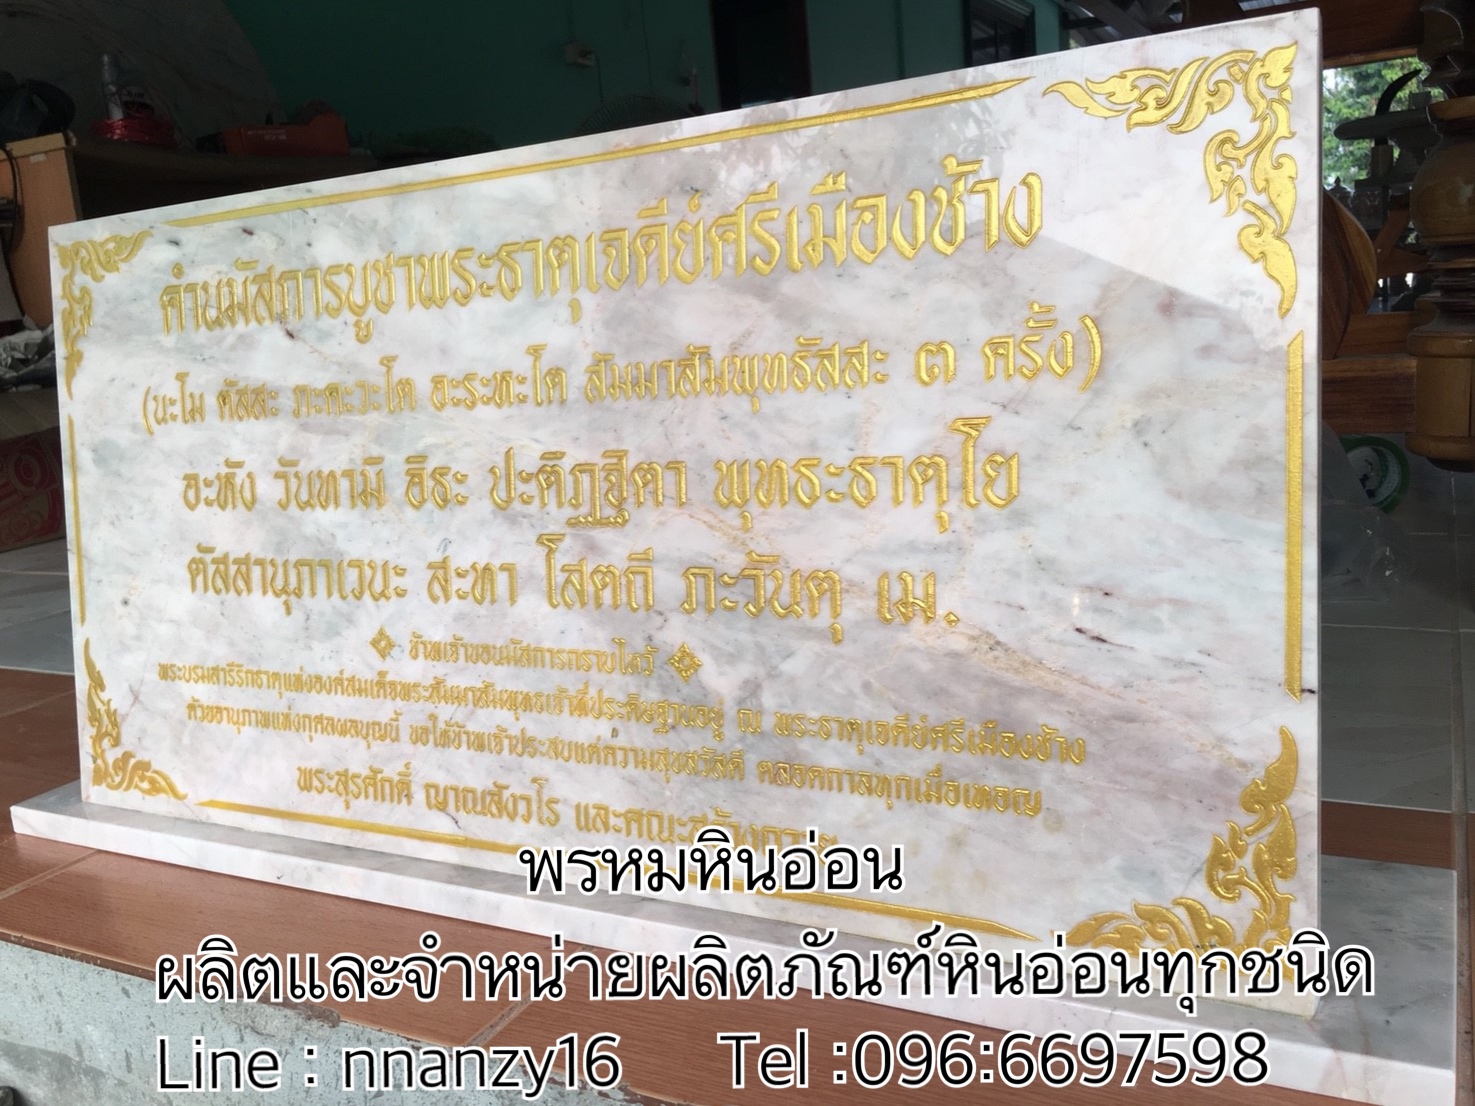 คำนมัสการบูชาพระธาตุเจดีย์ศรีเมืองช้าง
(นะโม ตัสสะ ภะคะวะโต อะระหะโต สัมมาสัมพุทธัสสะ ๓ ครั้ง)
อะหัง วันทามิ อิธะ ปะติฏฐิตา พุทธะธาตุโย
ตัสสานุภาเวนะ สะทา โสตถี ภะวันตุ เม.
ข้าพเจ้าขอนมัสการกราบไหว้
พระบรมสารีริกธาตุแห่งองค์สมเด็จพระสัมมาสัมพุทธเจ้าที่ประดิษฐานอยู่ ณ พระธาตุเจดีย์ศรีเมืองช้าง
ด้วยอานุภาพแห่งกุศลผลบุญนี้ ขอให้ข้าพเจ้าประสบแต่ความสุขสวัสดี ตลอดกาลทุกเมื่อเทอญ
พระสุรศักดิ์ ญาณสังวโร และคณะ
พรหมหินอ่อน
ผลิตและจำหน่ายผลิตภัณฑ์หินอ่อนทุกชนิด
Line : nnanzy16 Tel :096:6697598